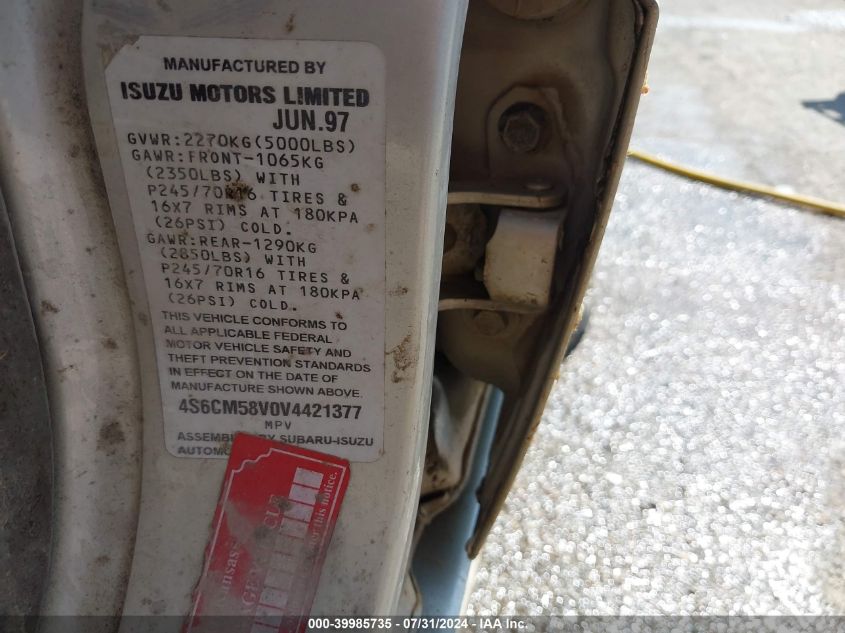 MANUFACTURED BY
ISUZU MOTORS LIMITED
JUN.97
GVWR:2270KG(5000LBS)
GAWR:FRONT-1065KG
(2350LBS) WITH
P245/70R16 TIRES &
16X7 RIMS AT 180KPA
(26PSI) COLD.
GAWR:REAR-1290KG
(2850LBS) WITH
P245/70R16 TIRES &
16X7 RIMS AT 180KPA
(26PSI) COLD.
THIS VEHICLE CONFORMS TO
ALL APPLICABLE FEDERAL
MOTOR VEHICLE SAFETY AND
THEFT PREVENTION STANDARDS
IN EFFECT ON THE DATE OF
MANUFACTURE SHOWN ABOVE.
4S6CM58V0V4421377
MPV
BY SUBARU-ISUZU
this notice.
000-39985735 - 07/31/2024 - IAA Inc.